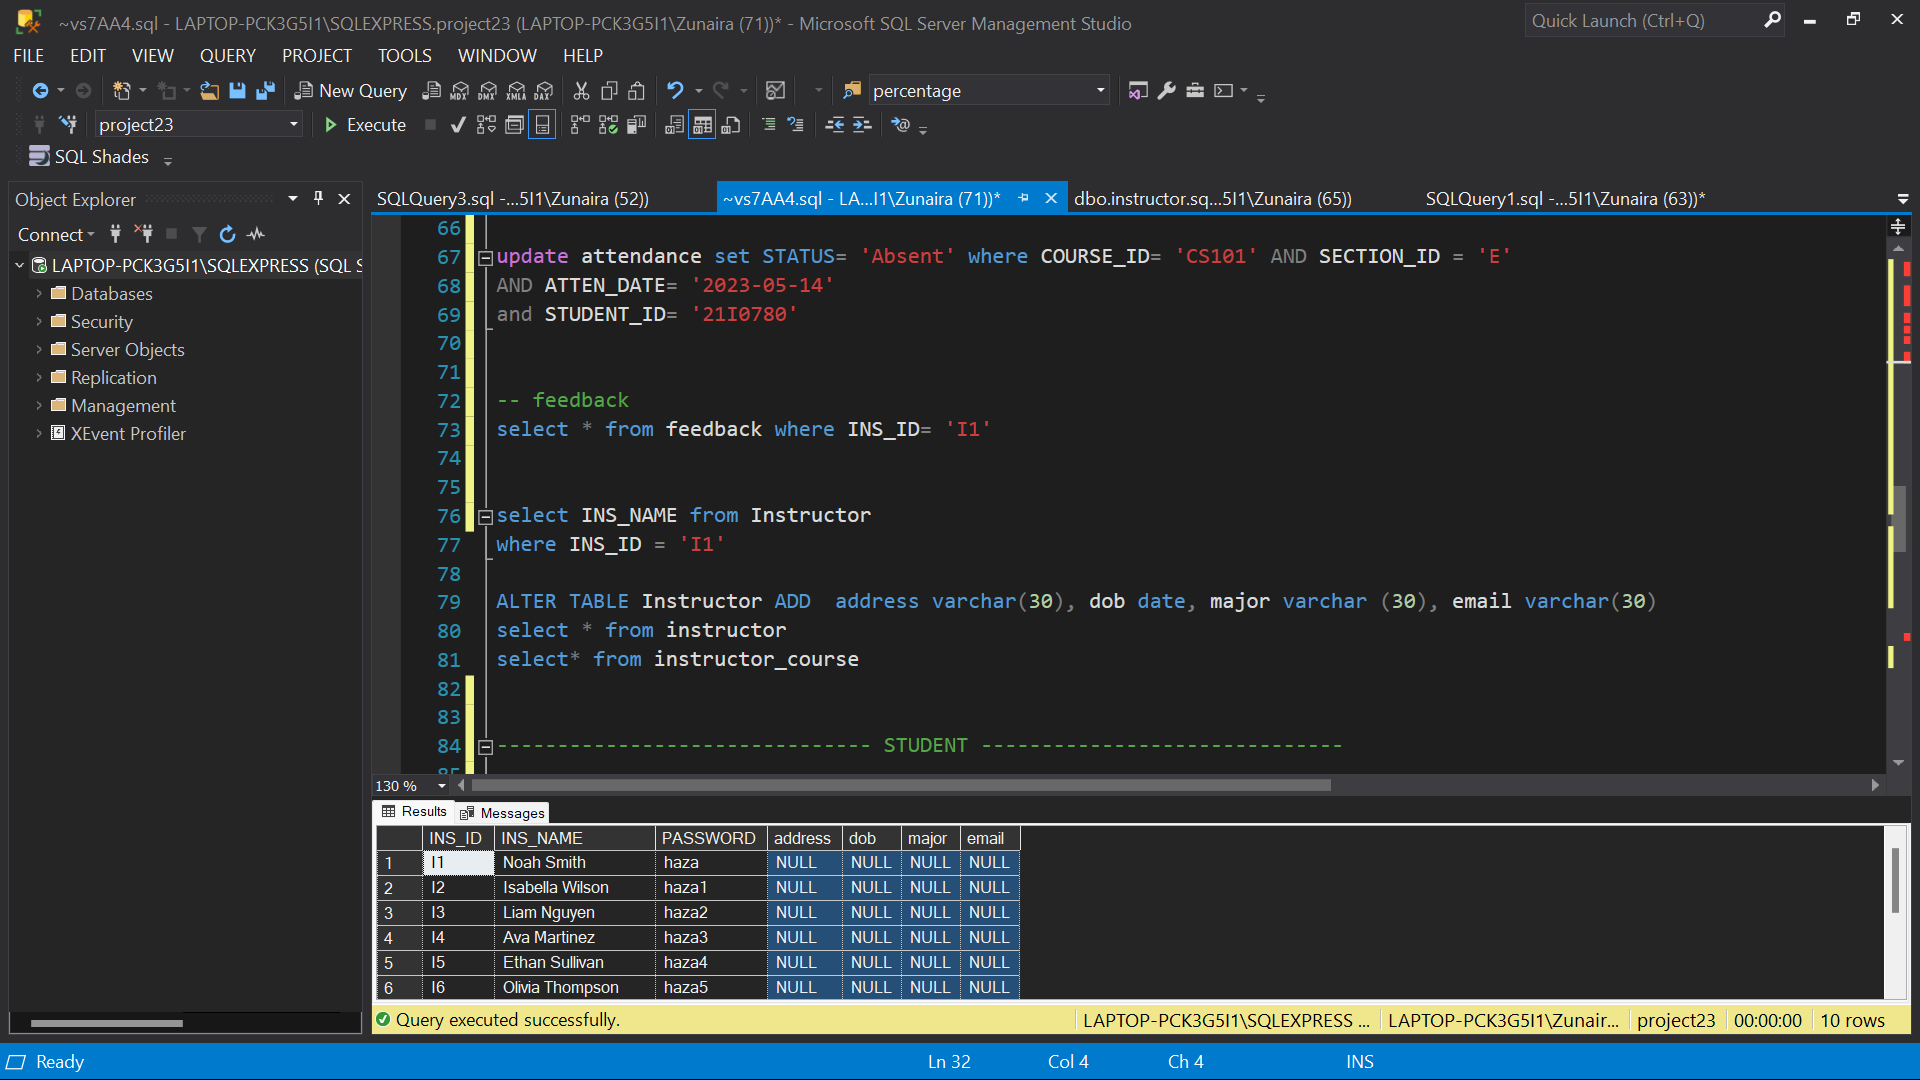 ~vs7AA4.sql - LAPTOP-PCK3G5I1\SQLEXPRESS.project23 (LAPTOP-PCK3G5I1\Zunaira (71))* - Microsoft SQL Server Management Studio
Quick Launch (Ctrl+Q)
FILE EDIT VIEW QUERY PROJECT TOOLS WINDOW HELP
New Query MDX DMX XMLA DAX percentage
project23 Execute
SQL Shades
Object Explorer
SQLQuery3.sql -...5I1\Zunaira (52)) ~vs7AA4.sql - LA...I1\Zunaira (71))* dbo.instructor.sq...5I1\Zunaira (65)) SQLQuery1.sql -...5I1\Zunaira (63))*
Connect
LAPTOP-PCK3G5I1\SQLEXPRESS (SQL S
Databases
Security
Server Objects
Replication
Management
XEvent Profiler
66
67 update attendance set STATUS= 'Absent' where COURSE_ID= 'CS101' AND SECTION_ID = 'E'
68 AND ATTEN_DATE= '2023-05-14'
69 and STUDENT_ID= '21I0780'
70
71
72 -- feedback
73 select * from feedback where INS_ID= 'I1'
74
75
76 select INS_NAME from Instructor
77 where INS_ID = 'I1'
78
79 ALTER TABLE Instructor ADD  address varchar(30), dob date, major varchar (30), email varchar(30)
80 select * from instructor
81 select* from instructor_course
82
83
84 ------------------------------- STUDENT ------------------------------
85
130 %
Results Messages
INS_ID INS_NAME PASSWORD address dob major email
1 I1 Noah Smith haza NULL NULL NULL NULL
2 I2 Isabella Wilson haza1 NULL NULL NULL NULL
3 I3 Liam Nguyen haza2 NULL NULL NULL NULL
4 I4 Ava Martinez haza3 NULL NULL NULL NULL
5 I5 Ethan Sullivan haza4 NULL NULL NULL NULL
6 I6 Olivia Thompson haza5 NULL NULL NULL NULL
Query executed successfully. LAPTOP-PCK3G5I1\SQLEXPRESS ... LAPTOP-PCK3G5I1\Zunair... project23 00:00:00 10 rows
Ready Ln 32 Col 4 Ch 4 INS